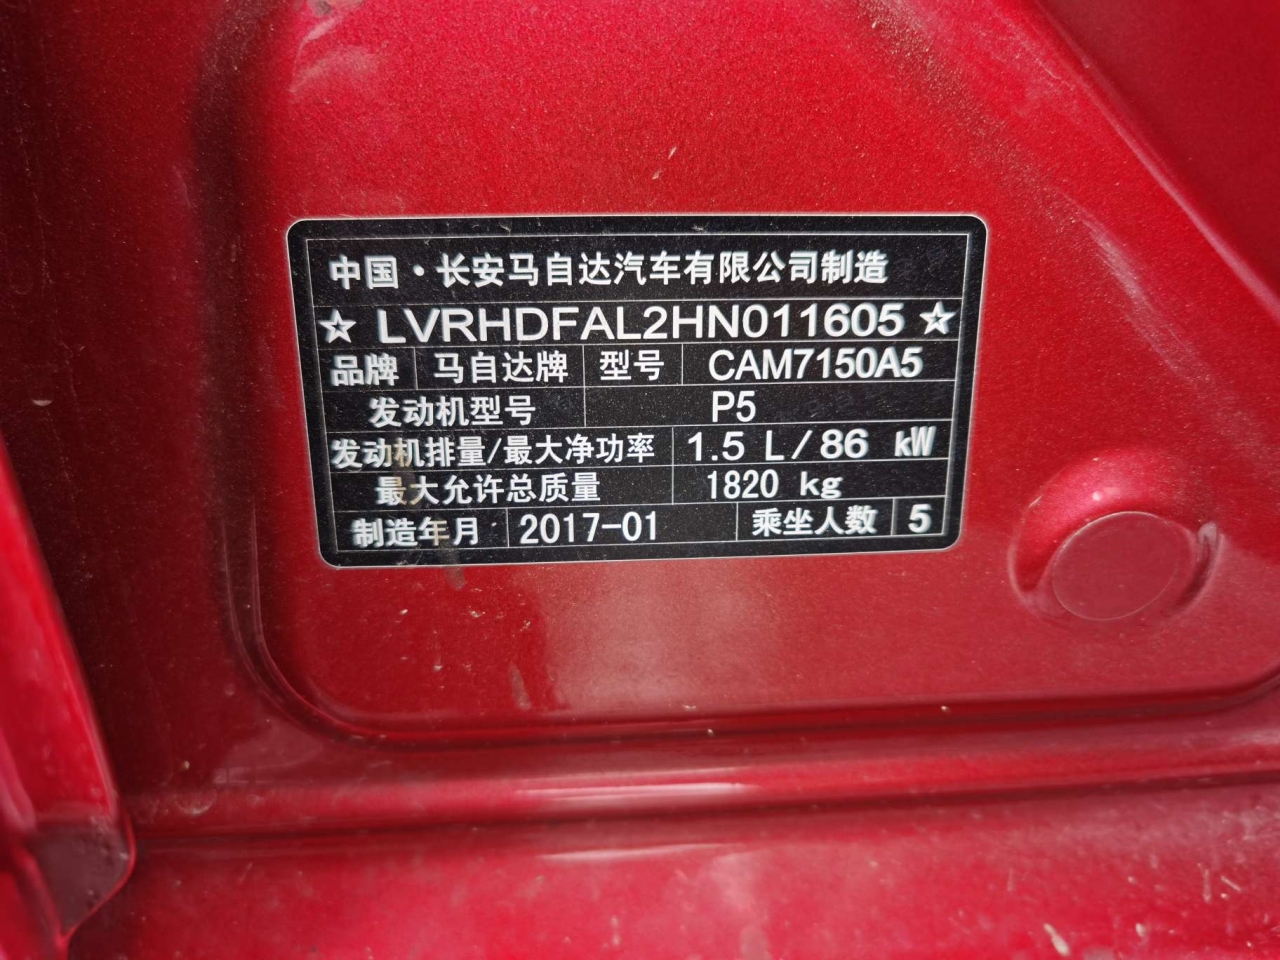 中国·长安马自达汽车有限公司制造
☆ LVRHDFAL2HN011605 ☆
品牌 马自达牌 型号 CAM7150A5
发动机型号 P5
发动机排量/最大净功率 1.5 L/86 kW
最大允许总质量 1820 kg
制造年月 2017-01 乘坐人数 5